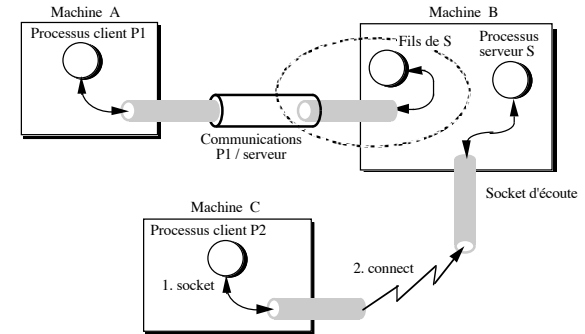 Machine A
Processus client P1
Machine B
Fils de S
Processus
serveur S
Communications
P1 / serveur
Socket d'écoute
Machine C
Processus client P2
1. socket
2. connect